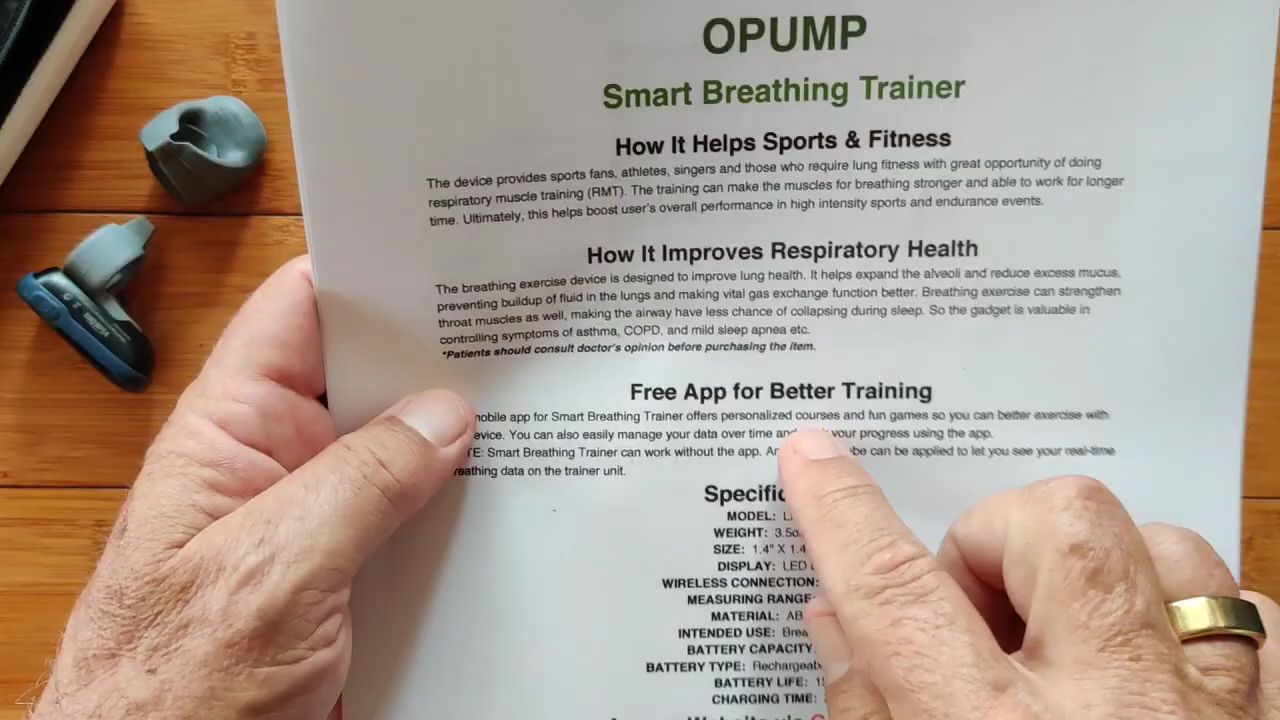 OPUMP
Smart Breathing Trainer
How It Helps Sports & Fitness
The device provides sports fans, athletes, singers and those who require lung fitness with great opportunity of doing
respiratory muscle training (RMT). The training can make the muscles for breathing stronger and able to work for longer
time. Ultimately, this helps boost user's overall performance in high intensity sports and endurance events.
How It Improves Respiratory Health
The breathing exercise device is designed to improve lung health. It helps expand the alveoli and reduce excess mucus,
preventing buildup of fluid in the lungs and making vital gas exchange function better. Breathing exercise can strengthen
throat muscles as well, making the airway have less chance of collapsing during sleep. So the gadget is valuable in
controlling symptoms of asthma, COPD, and mild sleep apnea etc.
*Patients should consult doctor's opinion before purchasing the item.
Free App for Better Training
mobile app for Smart Breathing Trainer offers personalized courses and fun games so you can better exercise with
evice. You can also easily manage your data over time and your progress using the app.
TE: Smart Breathing Trainer can work without the app. be can be applied to let you see your real-time
reathing data on the trainer unit.
Specific
MODEL:
WEIGHT: 3.5o
SIZE: 1.4" X 1.4
DISPLAY: LED
WIRELESS CONNECTION:
MEASURING RANGE:
MATERIAL: AB
INTENDED USE: Brea
BATTERY CAPACITY
BATTERY TYPE: Rechargeab
BATTERY LIFE:
CHARGING TIME: